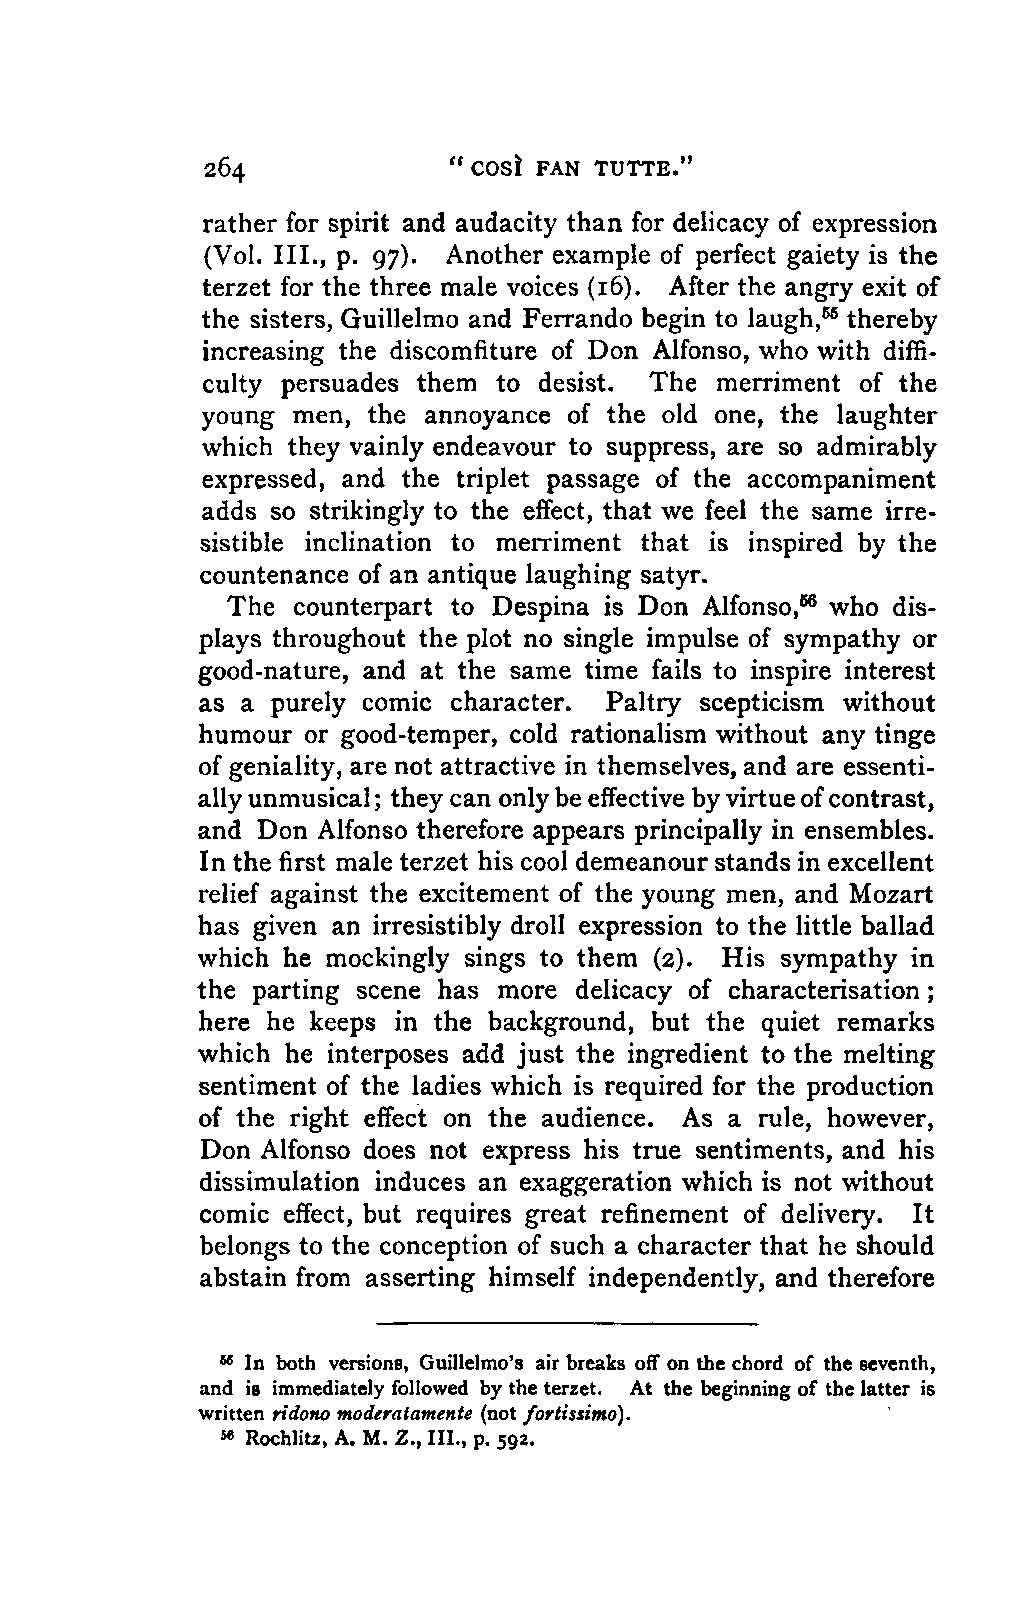 264 " COSÌ FAN TUTTE."
rather for spirit and audacity than for delicacy of expression
(Vol. III., p. 97). Another example of perfect gaiety is the
terzet for the three male voices (16). After the angry exit of
the sisters, Guillelmo and Ferrando begin to laugh,⁵⁵ thereby
increasing the discomfiture of Don Alfonso, who with diffi-
culty persuades them to desist. The merriment of the
young men, the annoyance of the old one, the laughter
which they vainly endeavour to suppress, are so admirably
expressed, and the triplet passage of the accompaniment
adds so strikingly to the effect, that we feel the same irre-
sistible inclination to merriment that is inspired by the
countenance of an antique laughing satyr.
The counterpart to Despina is Don Alfonso,⁵⁶ who dis-
plays throughout the plot no single impulse of sympathy or
good-nature, and at the same time fails to inspire interest
as a purely comic character. Paltry scepticism without
humour or good-temper, cold rationalism without any tinge
of geniality, are not attractive in themselves, and are essenti-
ally unmusical; they can only be effective by virtue of contrast,
and Don Alfonso therefore appears principally in ensembles.
In the first male terzet his cool demeanour stands in excellent
relief against the excitement of the young men, and Mozart
has given an irresistibly droll expression to the little ballad
which he mockingly sings to them (2). His sympathy in
the parting scene has more delicacy of characterisation;
here he keeps in the background, but the quiet remarks
which he interposes add just the ingredient to the melting
sentiment of the ladies which is required for the production
of the right effect on the audience. As a rule, however,
Don Alfonso does not express his true sentiments, and his
dissimulation induces an exaggeration which is not without
comic effect, but requires great refinement of delivery. It
belongs to the conception of such a character that he should
abstain from asserting himself independently, and therefore
⁵⁵ In both versions, Guillelmo's air breaks off on the chord of the seventh,
and is immediately followed by the terzet. At the beginning of the latter is
written ridono moderatamente (not fortissimo).
⁵⁶ Rochlitz, A. M. Z., III., p. 592.